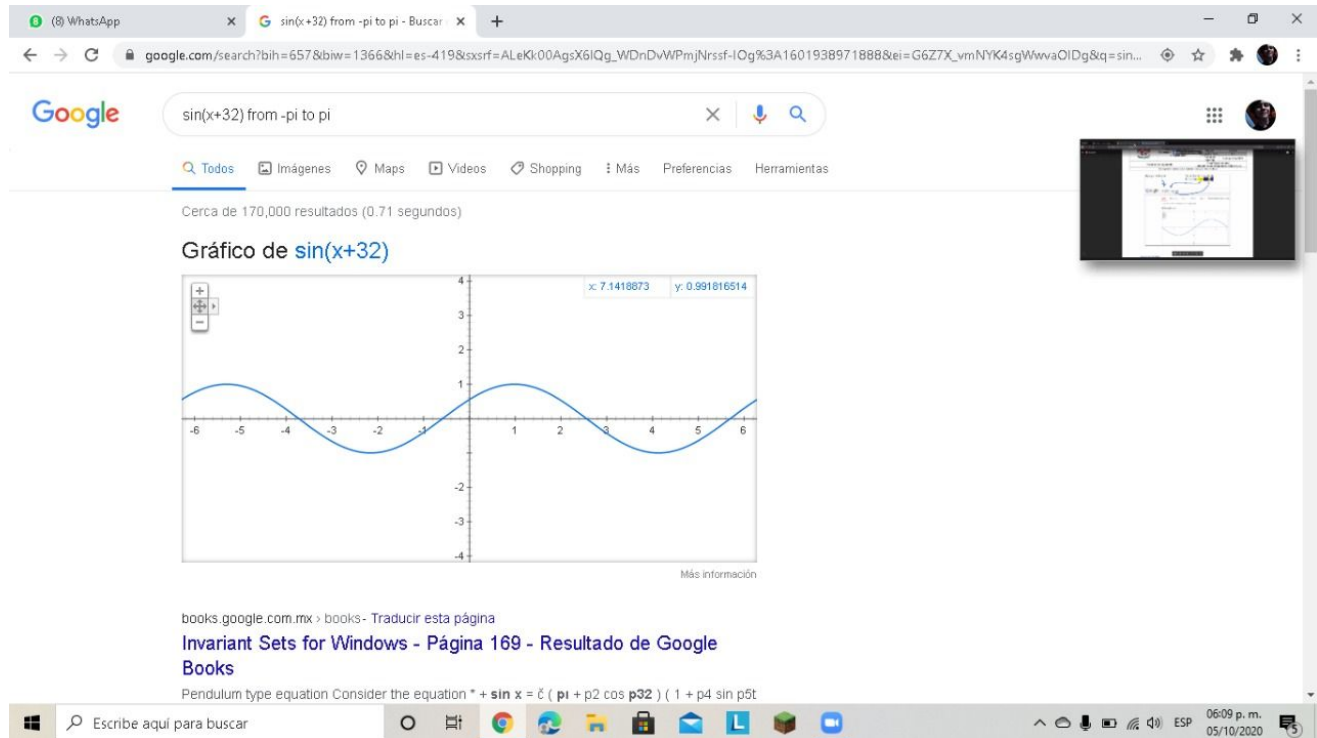 (8) WhatsApp
sin(x+32) from -pi to pi - Buscar
google.com/search?bih=657&biw=1366&hl=es-419&sxsrf=ALeKk00AgsX6IQg_WDnDvWPmjNrssf-IOg%3A1601938971888&ei=G6Z7X_vmNYK4sgWwvaOIDg&q=sin...
Google
sin(x+32) from -pi to pi
Todos Imágenes Maps Videos Shopping Más Preferencias Herramientas
Cerca de 170,000 resultados (0.71 segundos)
Gráfico de sin(x+32)
x: 7.1418873 y: 0.991816514
4
3
2
1
-6 -5 -4 -3 -2 -1 1 2 3 4 5 6
-2
-3
-4
Más información
books.google.com.mx › books - Traducir esta página
Invariant Sets for Windows - Página 169 - Resultado de Google
Books
Pendulum type equation Consider the equation " + sin x = č ( pı + p2 cos p32 ) ( 1 + p4 sin p5t
Escribe aquí para buscar
L
ESP
06:09 p. m.
05/10/2020
5